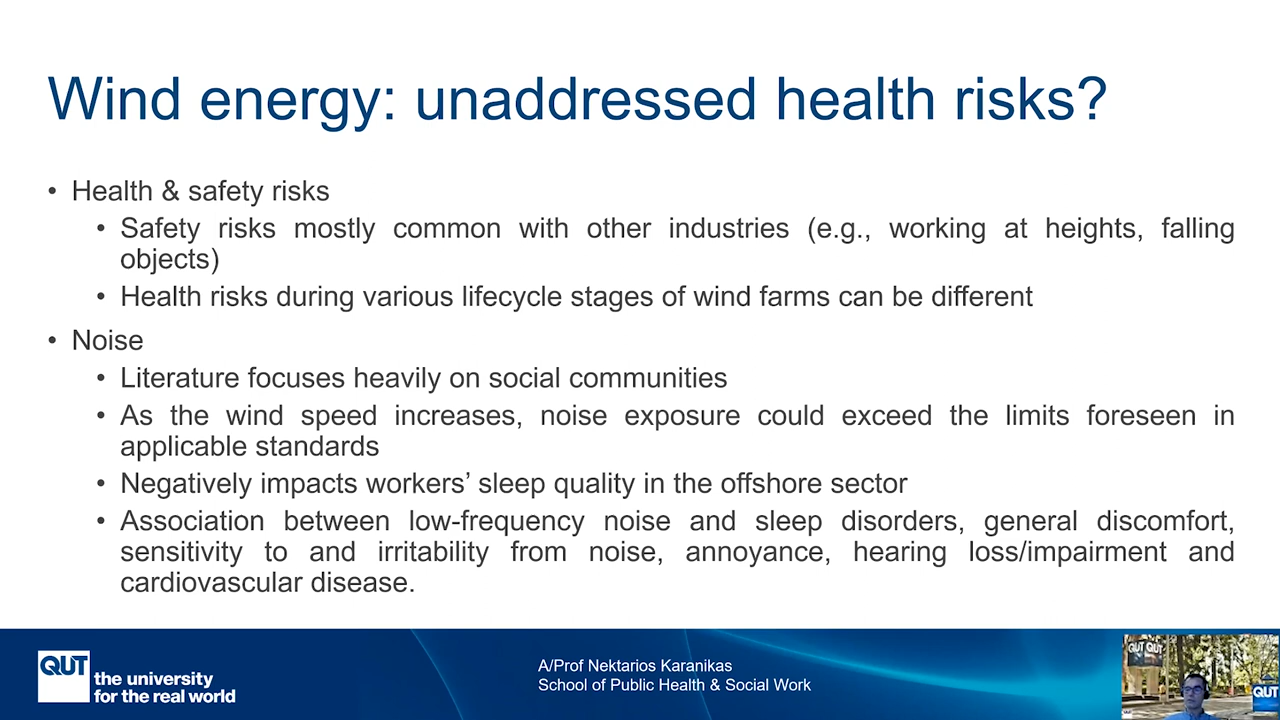 Wind energy: unaddressed health risks?
• Health & safety risks
• Safety risks mostly common with other industries (e.g., working at heights, falling
objects)
• Health risks during various lifecycle stages of wind farms can be different
• Noise
• Literature focuses heavily on social communities
• As the wind speed increases, noise exposure could exceed the limits foreseen in
applicable standards
• Negatively impacts workers’ sleep quality in the offshore sector
• Association between low-frequency noise and sleep disorders, general discomfort,
sensitivity to and irritability from noise, annoyance, hearing loss/impairment and
cardiovascular disease.
QUT
the university
for the real world
A/Prof Nektarios Karanikas
School of Public Health & Social Work
QUT QUT
QUT